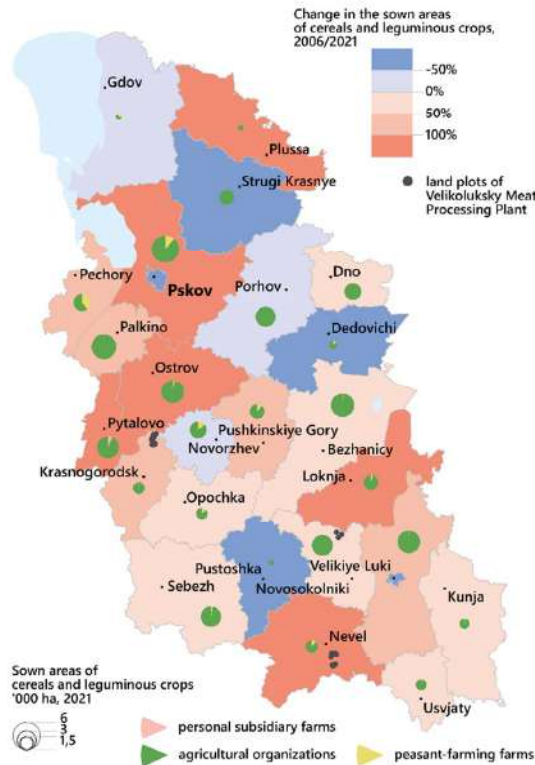 Change in the sown areas
of cereals and leguminous crops,
2006/2021
-50%
0%
50%
100%
land plots of
Velikoluksky Meat
Processing Plant
Gdov
Plussa
Strugi Krasnye
Pechory
Pskov
Porhov
Dno
Palkino
Dedovichi
Ostrov
Pytalovo
Pushkinskiye Gory
Novorzhev
Bezhanicy
Krasnogorodsk
Loknja
Opochka
Pustoshka
Velikiye Luki
Sebezh
Novosokolniki
Kunja
Nevel
Usvjaty
Sown areas of
cereals and leguminous crops
'000 ha, 2021
6
3
1,5
personal subsidiary farms
agricultural organizations
peasant-farming farms